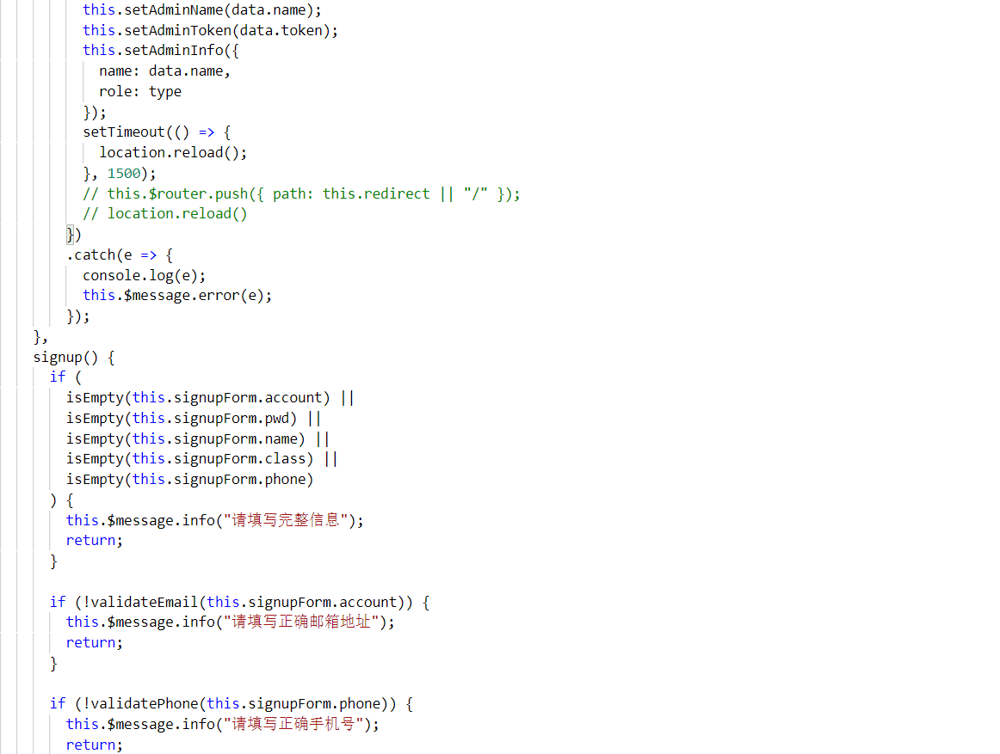 this.setAdminName(data.name);
this.setAdminToken(data.token);
this.setAdminInfo({
name: data.name,
role: type
});
setTimeout(() => {
location.reload();
}, 1500);
// this.$router.push({ path: this.redirect || "/" });
// location.reload()
})
.catch(e => {
console.log(e);
this.$message.error(e);
});
},
signup() {
if (
isEmpty(this.signupForm.account) ||
isEmpty(this.signupForm.pwd) ||
isEmpty(this.signupForm.name) ||
isEmpty(this.signupForm.class) ||
isEmpty(this.signupForm.phone)
) {
this.$message.info("请填写完整信息");
return;
}
if (!validateEmail(this.signupForm.account)) {
this.$message.info("请填写正确邮箱地址");
return;
}
if (!validatePhone(this.signupForm.phone)) {
this.$message.info("请填写正确手机号");
return;